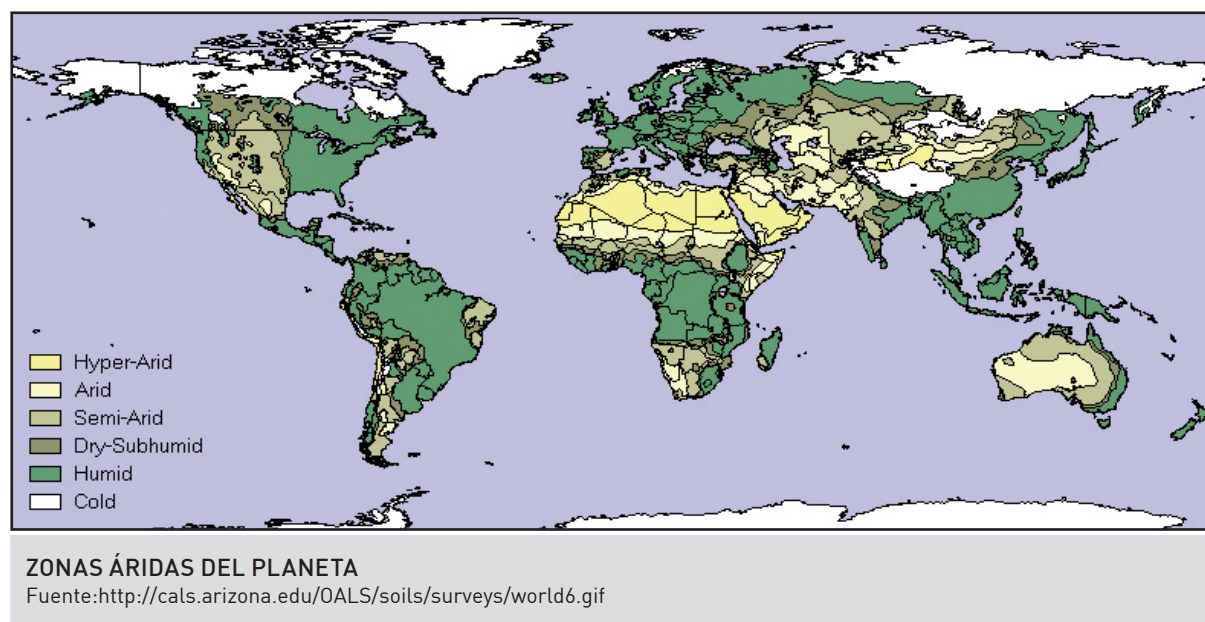 Hyper-Arid
Arid
Semi-Arid
Dry-Subhumid
Humid
Cold
ZONAS ÁRIDAS DEL PLANETA
Fuente:http://cals.arizona.edu/OALS/soils/surveys/world6.gif